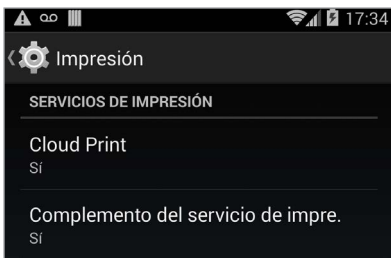 17:34
Impresión
SERVICIOS DE IMPRESIÓN
Cloud Print
Sí
Complemento del servicio de impre.
Sí